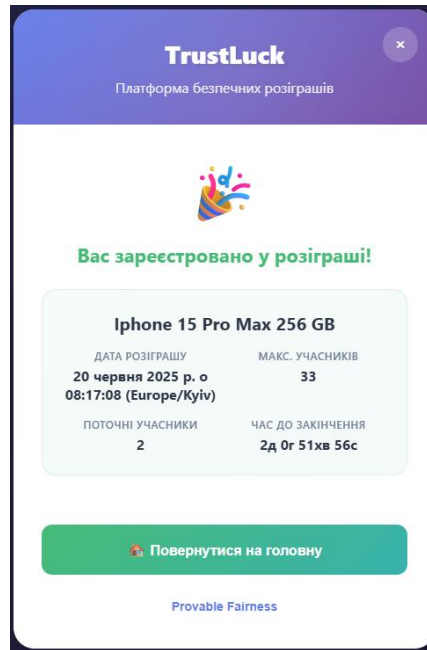 TrustLuck
×
Платформа безпечних розіграшів
Вас зареєстровано у розіграші!
Iphone 15 Pro Max 256 GB
ДАТА РОЗІГРАШУ
20 червня 2025 р. о
08:17:08 (Europe/Kyiv)
МАКС. УЧАСНИКІВ
33
ПОТОЧНІ УЧАСНИКИ
2
ЧАС ДО ЗАКІНЧЕННЯ
2д 0г 51хв 56с
Повернутися на головну
Provable Fairness